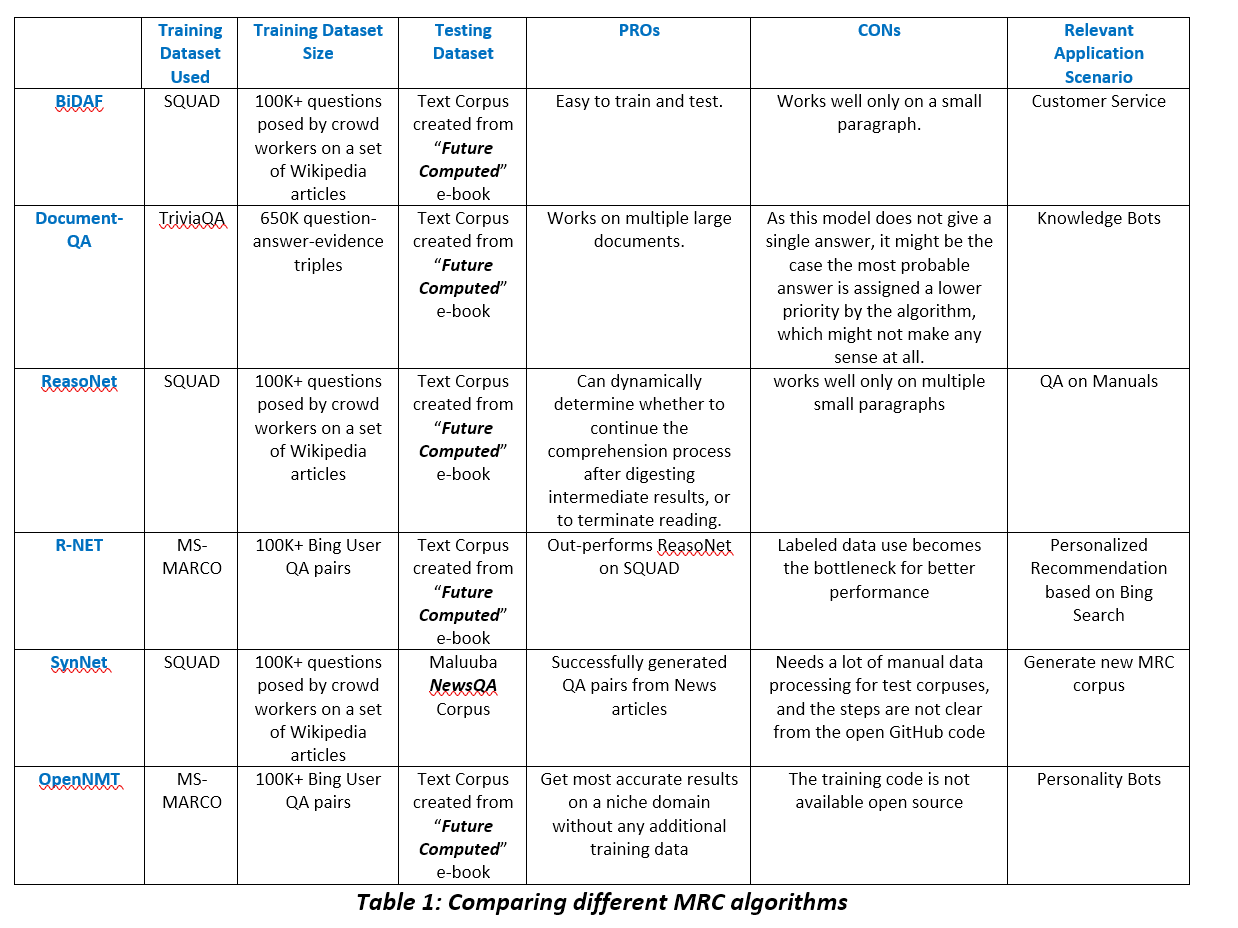 Training Dataset Used
Training Dataset Size
Testing Dataset
PROs
CONs
Relevant Application Scenario
BiDAF
SQUAD
100K+ questions
posed by crowd
workers on a set
of Wikipedia
articles
Text Corpus
created from
“Future
Computed”
e-book
Easy to train and test.
Works well only on a small
paragraph.
Customer Service
Document-
QA
TriviaQA
650K question-
answer-evidence
triples
Text Corpus
created from
“Future
Computed”
e-book
Works on multiple large
documents.
As this model does not give a
single answer, it might be the
case the most probable
answer is assigned a lower
priority by the algorithm,
which might not make any
sense at all.
Knowledge Bots
ReasoNet
SQUAD
100K+ questions
posed by crowd
workers on a set
of Wikipedia
articles
Text Corpus
created from
“Future
Computed”
e-book
Can dynamically
determine whether to
continue the
comprehension process
after digesting
intermediate results, or
to terminate reading.
works well only on multiple
small paragraphs
QA on Manuals
R-NET
MS-
MARCO
100K+ Bing User
QA pairs
Text Corpus
created from
“Future
Computed”
e-book
Out-performs ReasoNet
on SQUAD
Labeled data use becomes
the bottleneck for better
performance
Personalized
Recommendation
based on Bing
Search
SynNet
SQUAD
100K+ questions
posed by crowd
workers on a set
of Wikipedia
articles
Maluuba
NewsQA
Corpus
Successfully generated
QA pairs from News
articles
Needs a lot of manual data
processing for test corpuses,
and the steps are not clear
from the open GitHub code
Generate new MRC
corpus
OpenNMT
MS-
MARCO
100K+ Bing User
QA pairs
Text Corpus
created from
“Future
Computed”
e-book
Get most accurate results
on a niche domain
without any additional
training data
The training code is not
available open source
Personality Bots
Table 1: Comparing different MRC algorithms